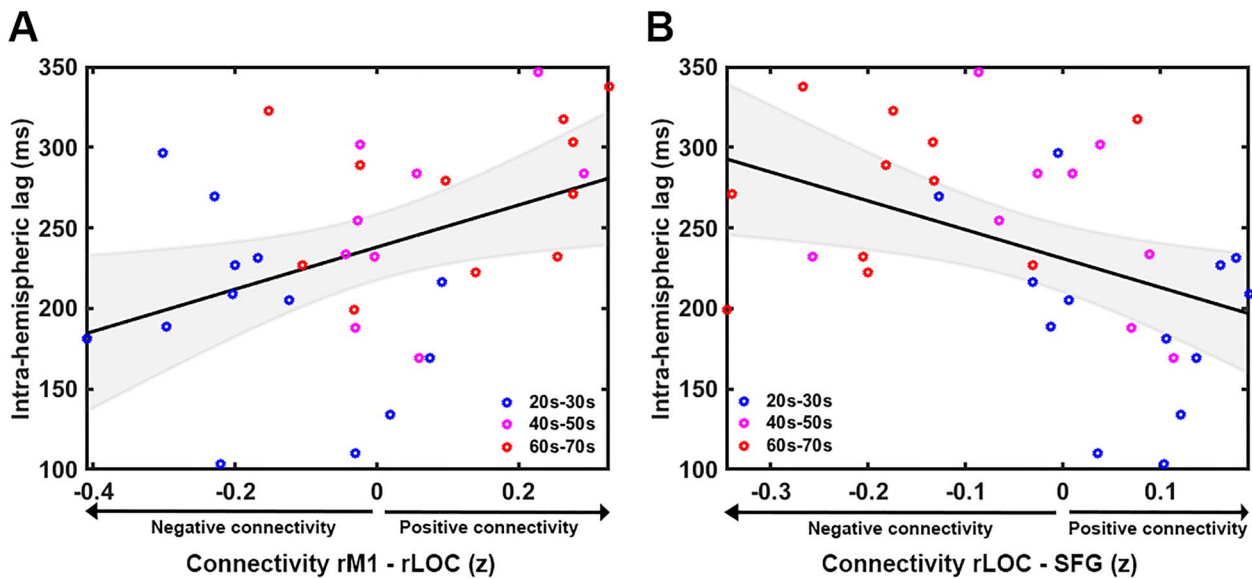 A
Intra-hemispheric lag (ms)
350
300
250
200
150
100
20s-30s
40s-50s
60s-70s
-0.4
-0.2
0
0.2
Negative connectivity
Positive connectivity
Connectivity rM1 - rLOC (z)
B
Intra-hemispheric lag (ms)
350
300
250
200
150
100
20s-30s
40s-50s
60s-70s
-0.3
-0.2
-0.1
0
0.1
Negative connectivity
Positive connectivity
Connectivity rLOC - SFG (z)